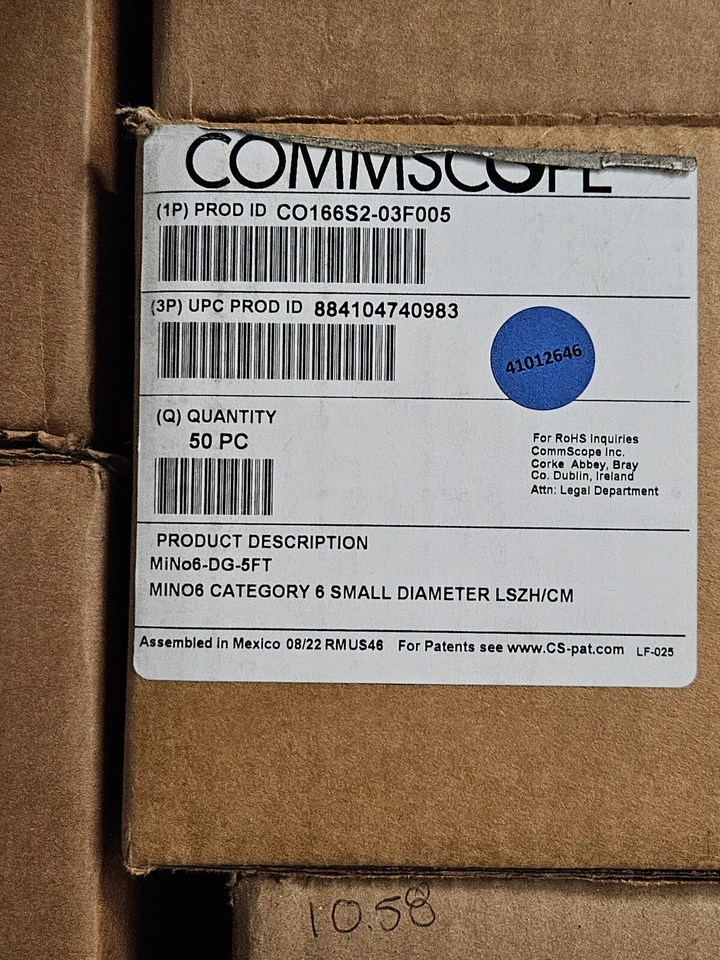 COMMSCOPE
(1P) PROD ID CO166S2-03F005
(3P) UPC PROD ID 884104740983
41012646
(Q) QUANTITY
50 PC
For RoHS Inquiries
CommScope Inc.
Corke Abbey, Bray
Co. Dublin, Ireland
Attn: Legal Department
PRODUCT DESCRIPTION
MiNo6-DG-5FT
MINO6 CATEGORY 6 SMALL DIAMETER LSZH/CM
Assembled in Mexico 08/22 RMUS46 For Patents see www.CS-pat.com LF-025
10.58